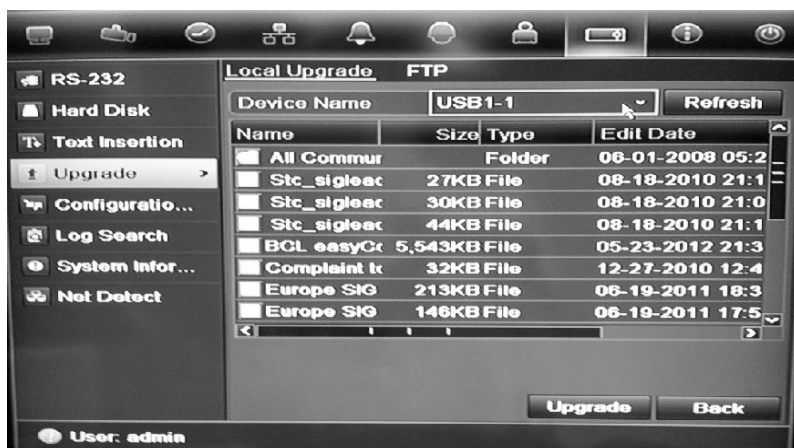 Local Upgrade FTP
RS-232
Hard Disk
Text Insertion
Upgrade >
Configuratio...
Log Search
System Infor...
Net Detect
Device Name USB1-1 Refresh
Name Size Type Edit Date
All Commur Folder 06-01-2008 05:2
Stc_sigleac 27KB File 08-18-2010 21:1
Stc_sigleac 30KB File 08-18-2010 21:0
Stc_sigleac 44KB File 08-18-2010 21:1
BCL easyCc 5,543KB File 05-23-2012 21:3
Complaint tc 32KB File 12-27-2010 12:4
Europe SIG 213KB File 06-19-2011 18:3
Europe SIG 146KB File 06-19-2011 17:5
Upgrade Back
User: admin